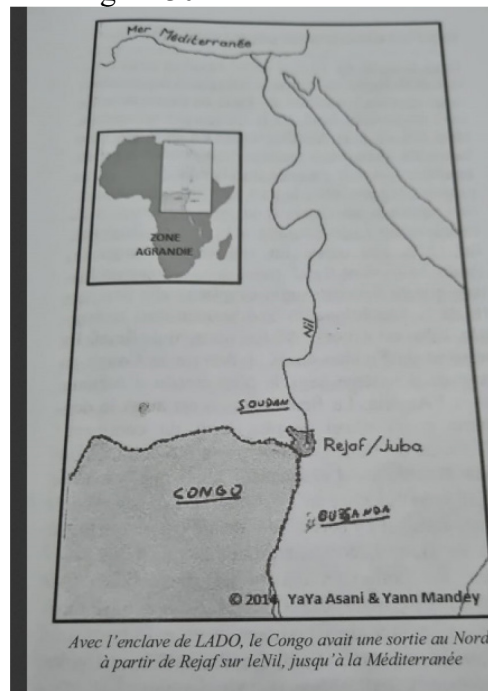 Mer Méditerranée
ZONE
AGRANDIE
Nil
SOUDAN
Rejaf/Juba
CONGO
© 2014 YaYa Asani & Yann Mandey
Avec l'enclave de LADO, le Congo avait une sortie au Nord
à partir de Rejaf sur leNil, jusqu'à la Méditerranée